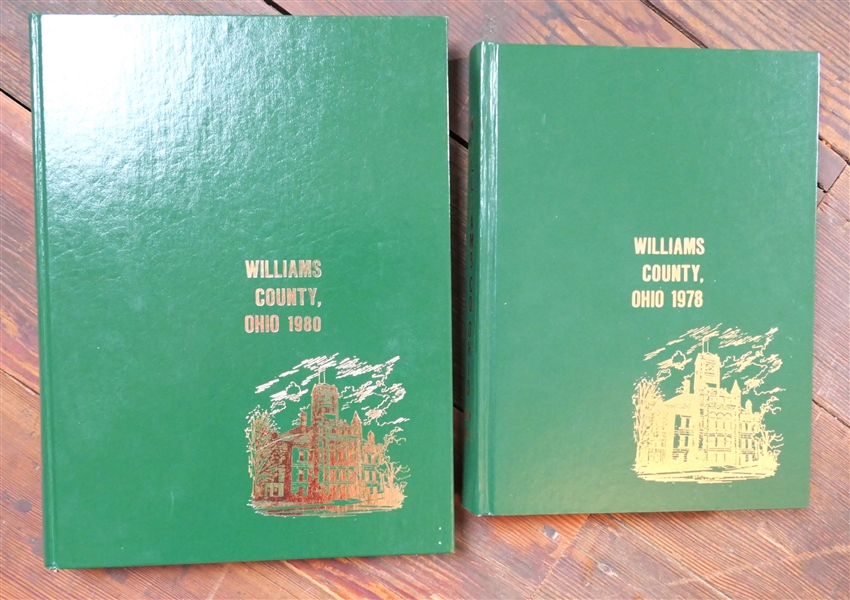 WILLIAMS
COUNTY,
OHIO 1980
WILLIAMS
COUNTY,
OHIO 1978